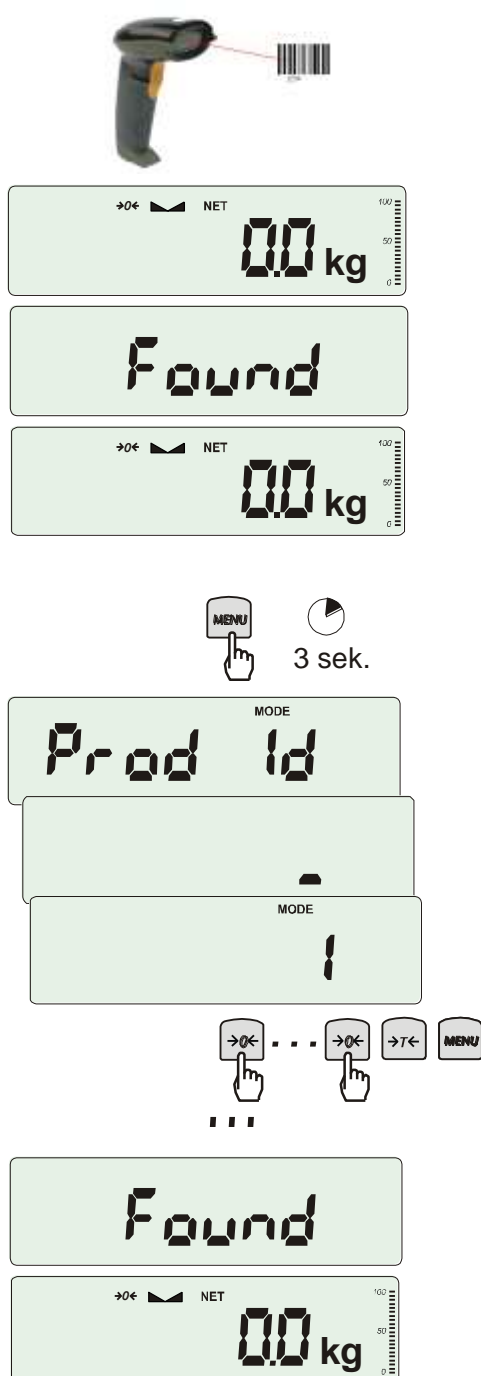 →0← NET 100
0.0 kg 50
0
Found
→0← NET 100
0.0 kg 50
0
MENU
3 sek.
MODE
Prod Id
-
MODE
1
→0← ... →0← →T← MENU
...
Found
→0← NET 100
0.0 kg 50
0